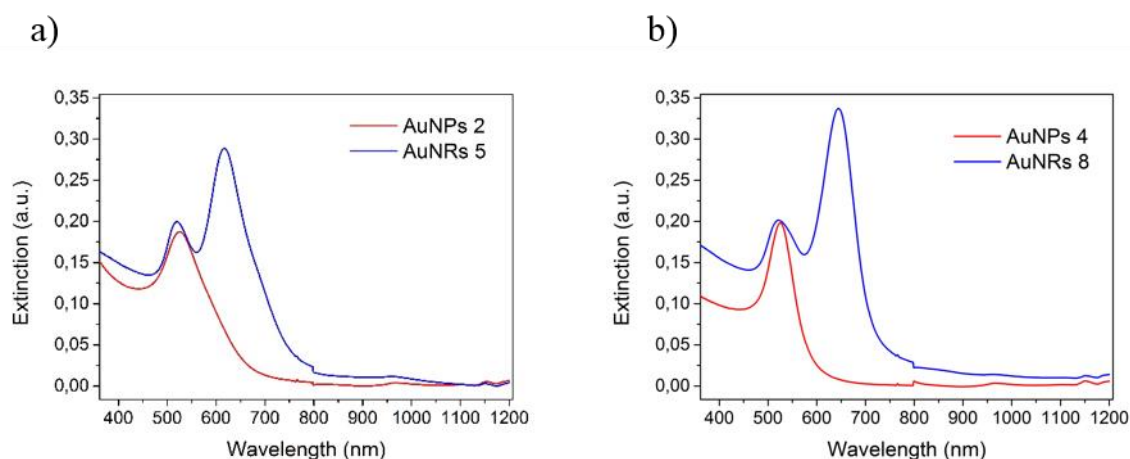 a)
0,35
0,30
0,25
0,20
0,15
0,10
0,05
0,00
Extinction (a.u.)
AuNPs 2
AuNRs 5
400 500 600 700 800 900 1000 1100 1200
Wavelength (nm)
b)
0,35
0,30
0,25
0,20
0,15
0,10
0,05
0,00
Extinction (a.u.)
AuNPs 4
AuNRs 8
400 500 600 700 800 900 1000 1100 1200
Wavelength (nm)